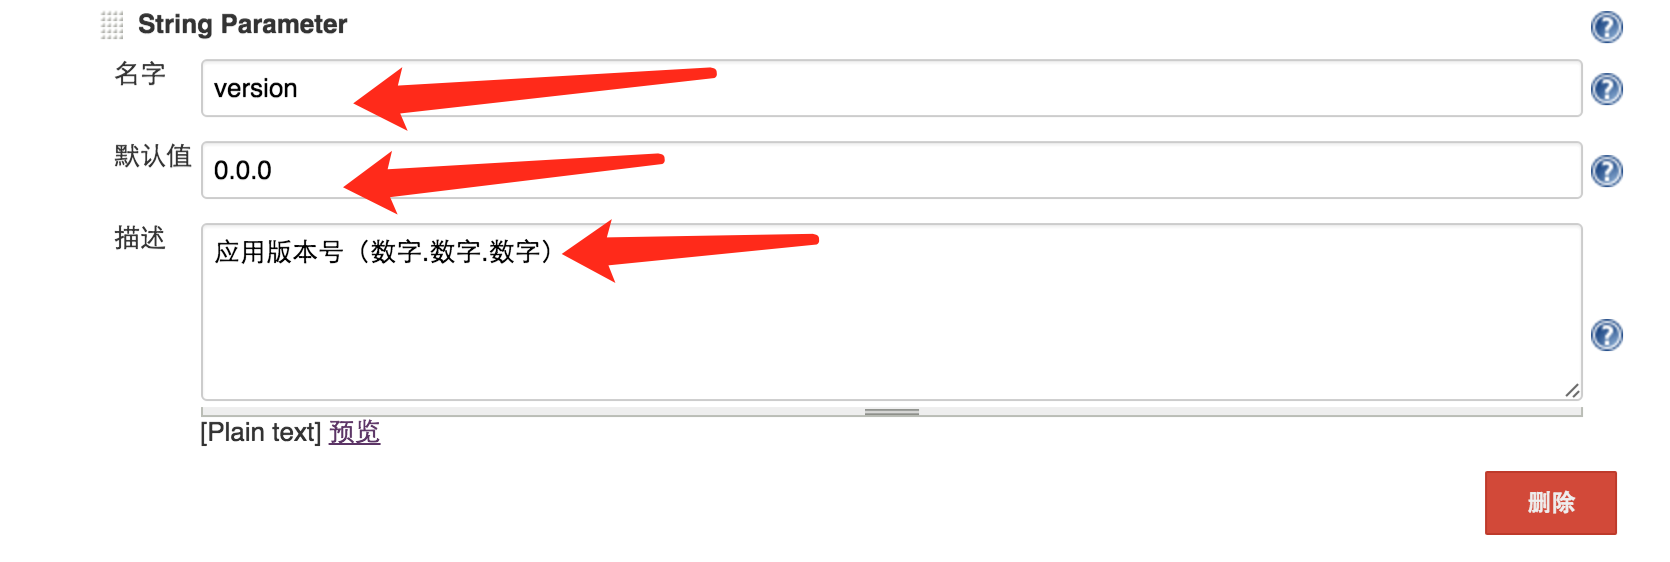 String Parameter
名字
version
默认值
0.0.0
描述
应用版本号（数字.数字.数字）
[Plain text] 预览
删除